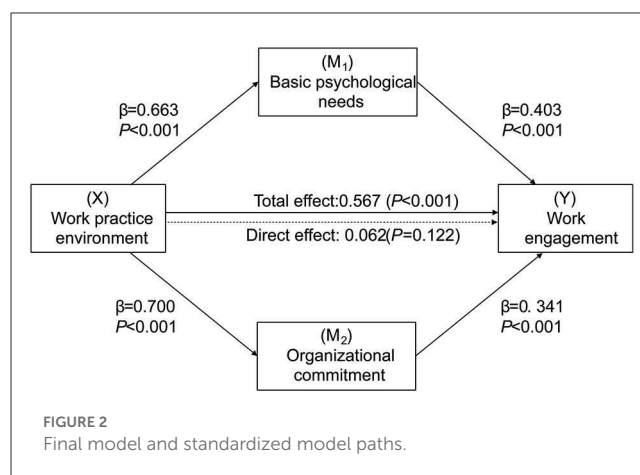 (M₁)
Basic psychological
needs
β=0.663
P<0.001
β=0.403
P<0.001
(X)
Work practice
environment
Total effect:0.567 (P<0.001)
Direct effect: 0.062(P=0.122)
(Y)
Work
engagement
β=0.700
P<0.001
β=0. 341
P<0.001
(M₂)
Organizational
commitment
FIGURE 2
Final model and standardized model paths.